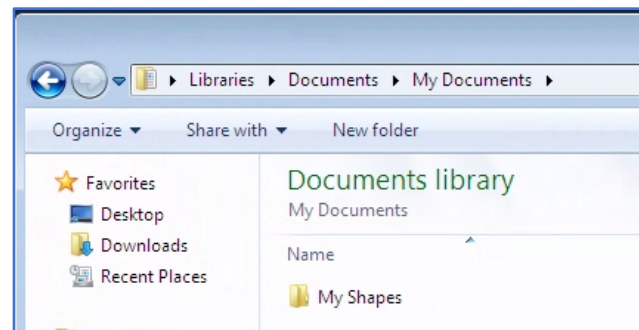 Libraries Documents My Documents
Organize Share with New folder
Favorites
Desktop
Downloads
Recent Places
Documents library
My Documents
Name
My Shapes